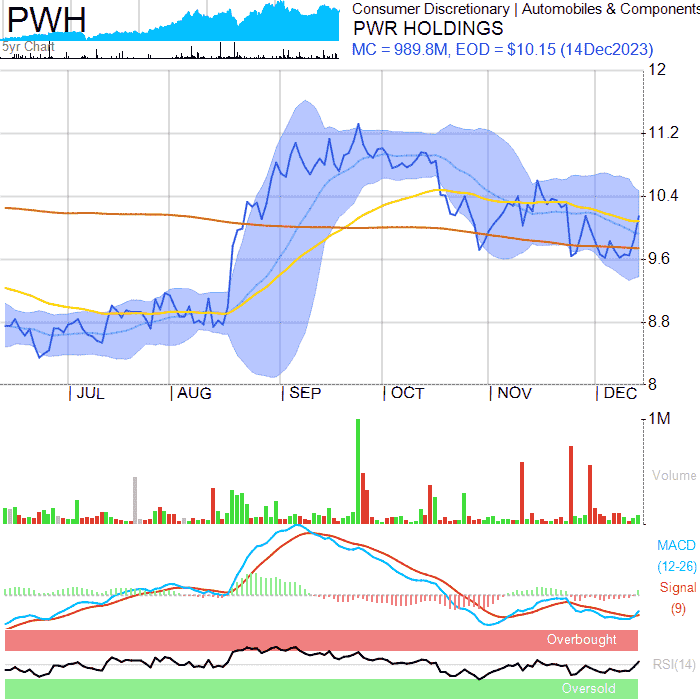 PWH
5yr Chart
Consumer Discretionary | Automobiles & Components
PWR HOLDINGS
MC = 989.8M, EOD = $10.15 (14Dec2023)
12
11.2
10.4
9.6
8.8
8
JUL AUG SEP OCT NOV DEC
1M
Volume
MACD
(12-26)
Signal
(9)
Overbought
RSI(14)
Oversold